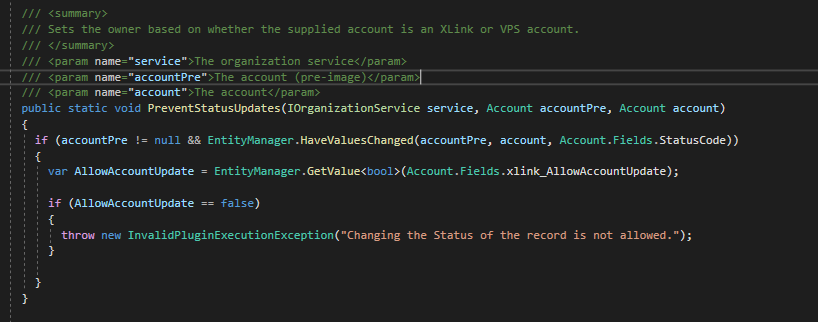 /// <summary>
/// Sets the owner based on whether the supplied account is an XLink or VPS account.
/// </summary>
/// <param name="service">The organization service</param>
/// <param name="accountPre">The account (pre-image)</param>
/// <param name="account">The account</param>
public static void PreventStatusUpdates(IOrganizationService service, Account accountPre, Account account)
{
if (accountPre != null && EntityManager.HaveValuesChanged(accountPre, account, Account.Fields.StatusCode))
{
var AllowAccountUpdate = EntityManager.GetValue<bool>(Account.Fields.xlink_AllowAccountUpdate);
if (AllowAccountUpdate == false)
{
throw new InvalidPluginExecutionException("Changing the Status of the record is not allowed.");
}
}
}